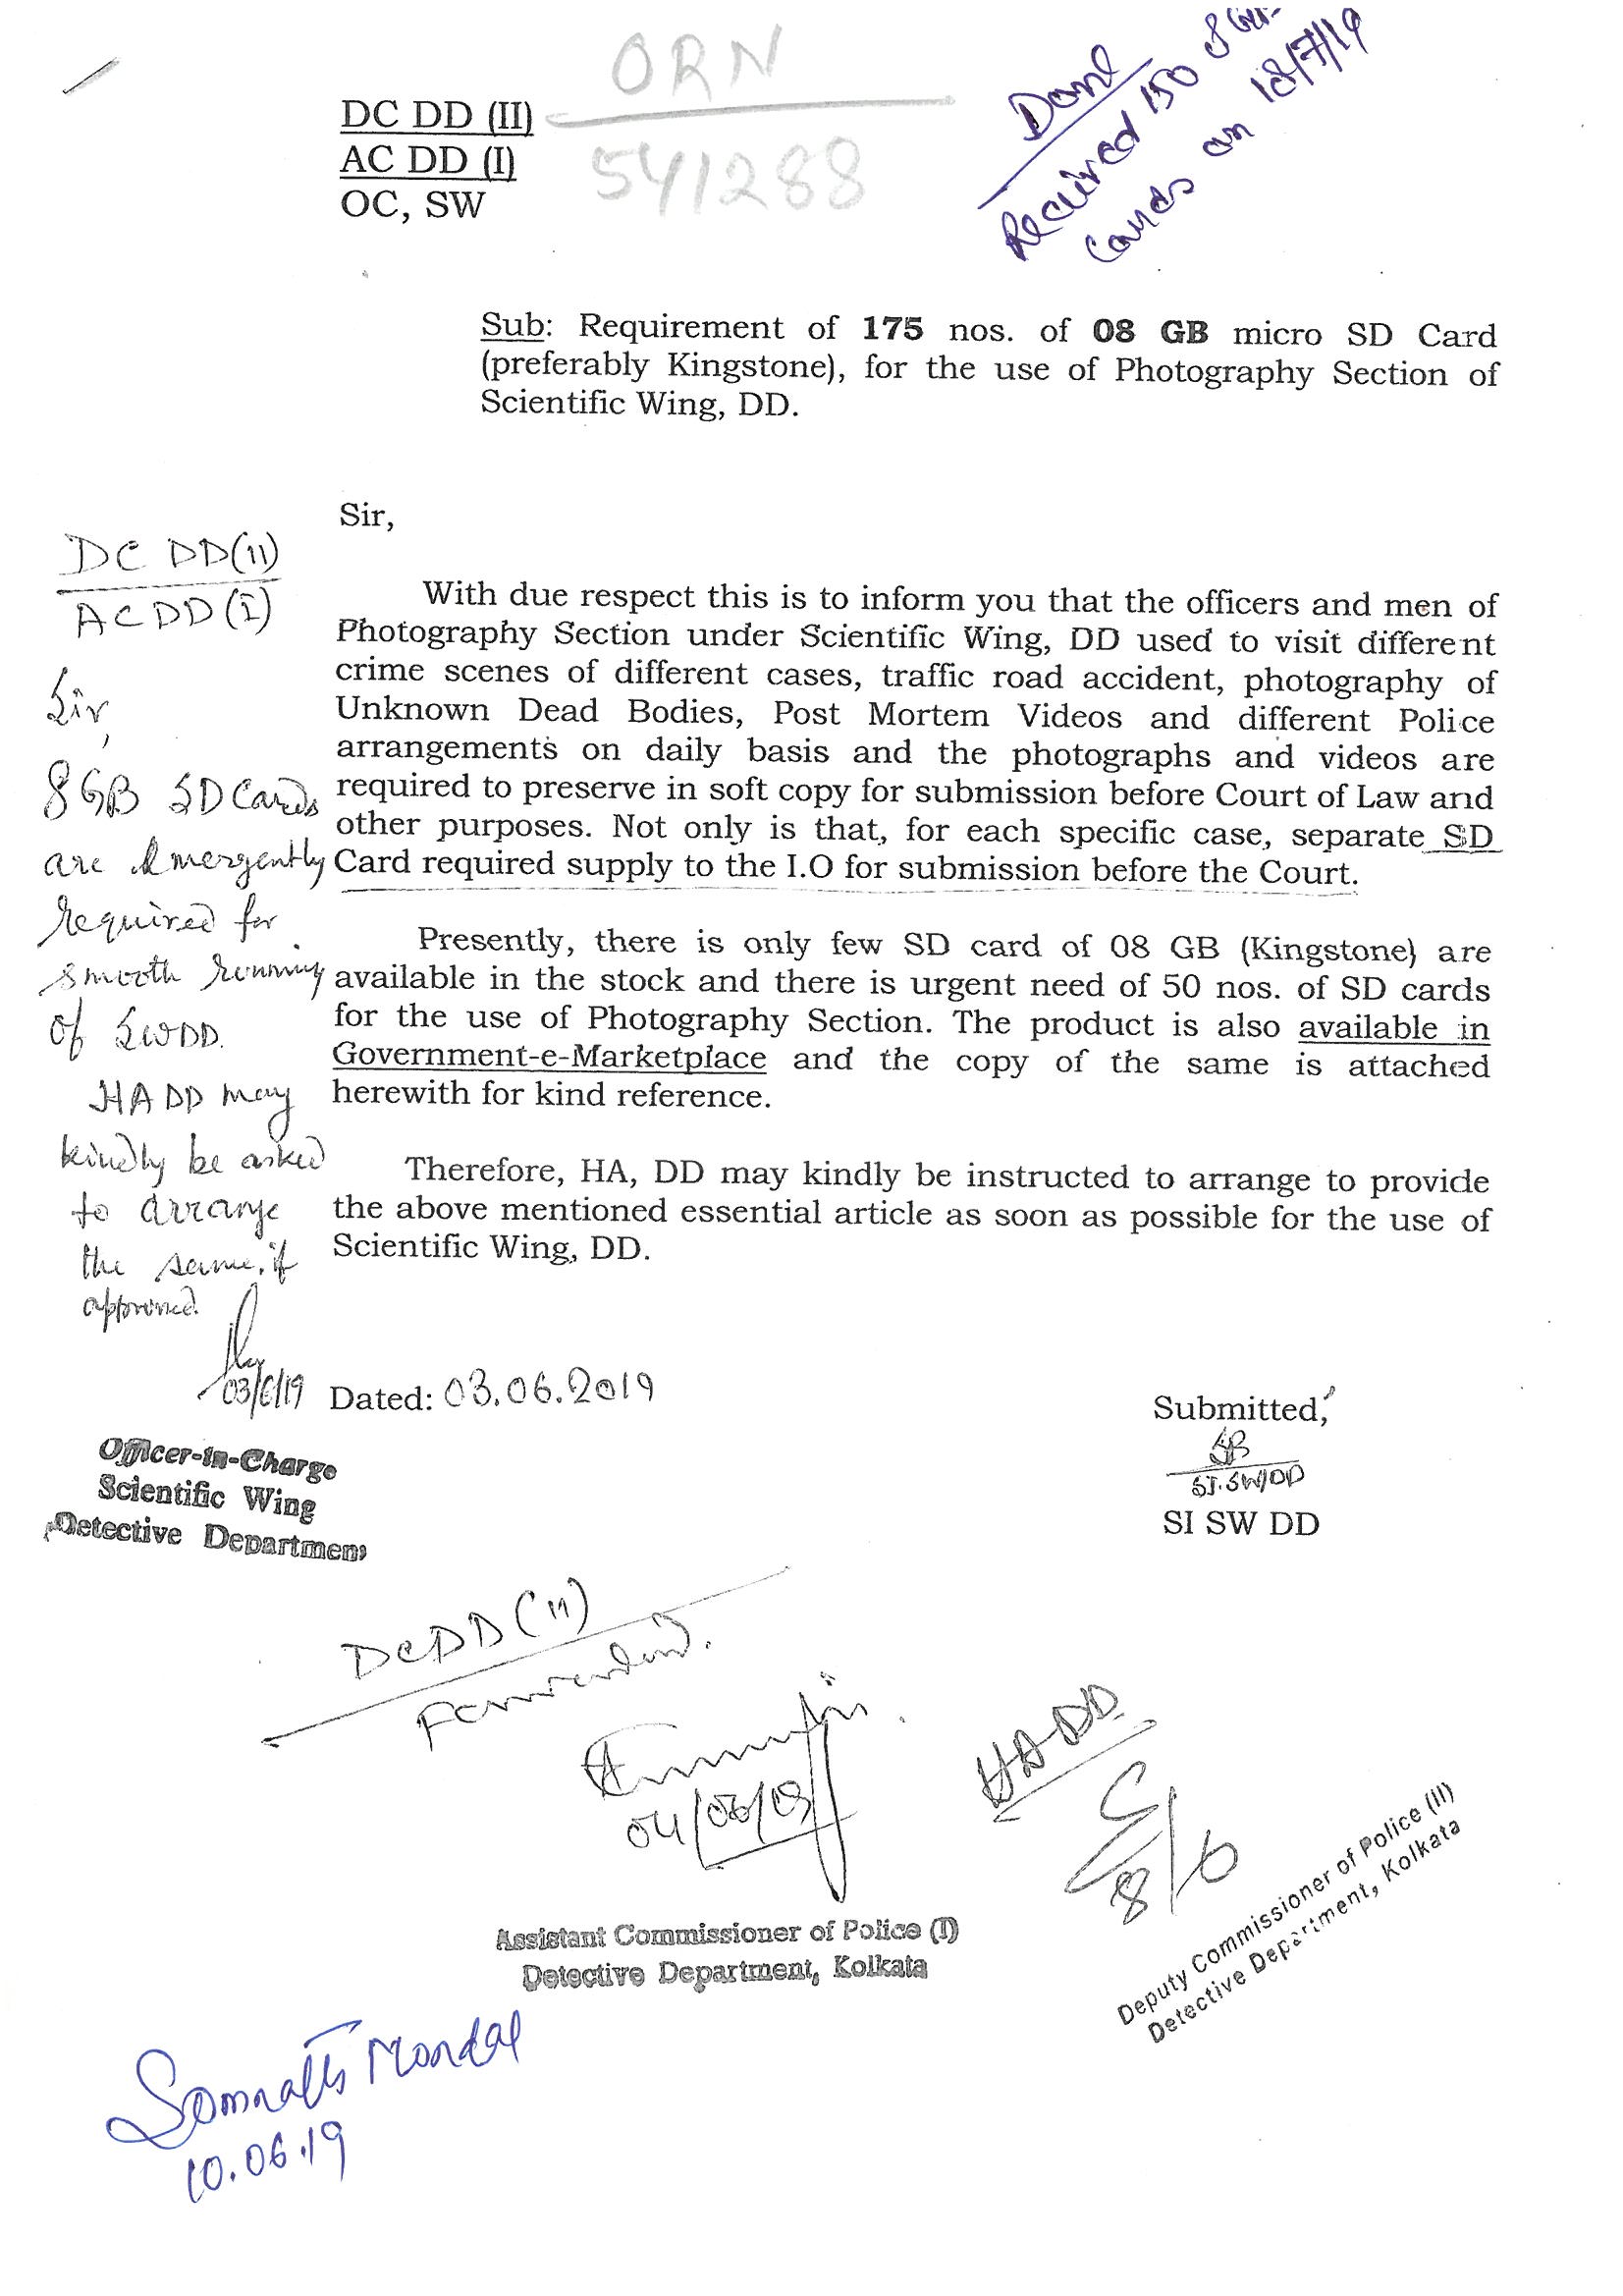 ORN
541288
Done
Received 150 8 GB
Cards on 18/7/19
DC DD (II)
AC DD (I)
OC, SW
Sub: Requirement of 175 nos. of 08 GB micro SD Card
(preferably Kingstone), for the use of Photography Section of
Scientific Wing, DD.
Sir,
With due respect this is to inform you that the officers and men of
Photography Section under Scientific Wing, DD used to visit different
crime scenes of different cases, traffic road accident, photography of
Unknown Dead Bodies, Post Mortem Videos and different Police
arrangements on daily basis and the photographs and videos are
required to preserve in soft copy for submission before Court of Law and
other purposes. Not only is that, for each specific case, separate SD
Card required supply to the I.O for submission before the Court.
Presently, there is only few SD card of 08 GB (Kingstone) are
available in the stock and there is urgent need of 50 nos. of SD cards
for the use of Photography Section. The product is also available in
Government-e-Marketplace and the copy of the same is attached
herewith for kind reference.
Therefore, HA, DD may kindly be instructed to arrange to provide
the above mentioned essential article as soon as possible for the use of
Scientific Wing, DD.
DC DD(II)
ACDD(I)
Sir,
8GB SD Cards
are emergently
required for
smooth running
of SWDD.
HA DD may
kindly be asked
to arrange
the same, if
approved.
03/6/19
Dated: 03.06.2019
Officer-in-Charge
Scientific Wing
Detective Department
Submitted,
SB
SI.SW/DD
SI SW DD
DCDD(II)
Forwarded.
04/06/19
Assistant Commissioner of Police (I)
Detective Department, Kolkata
HA DD
8/6
Deputy Commissioner of Police (II)
Detective Department, Kolkata
Somnath Mondal
10.06.19